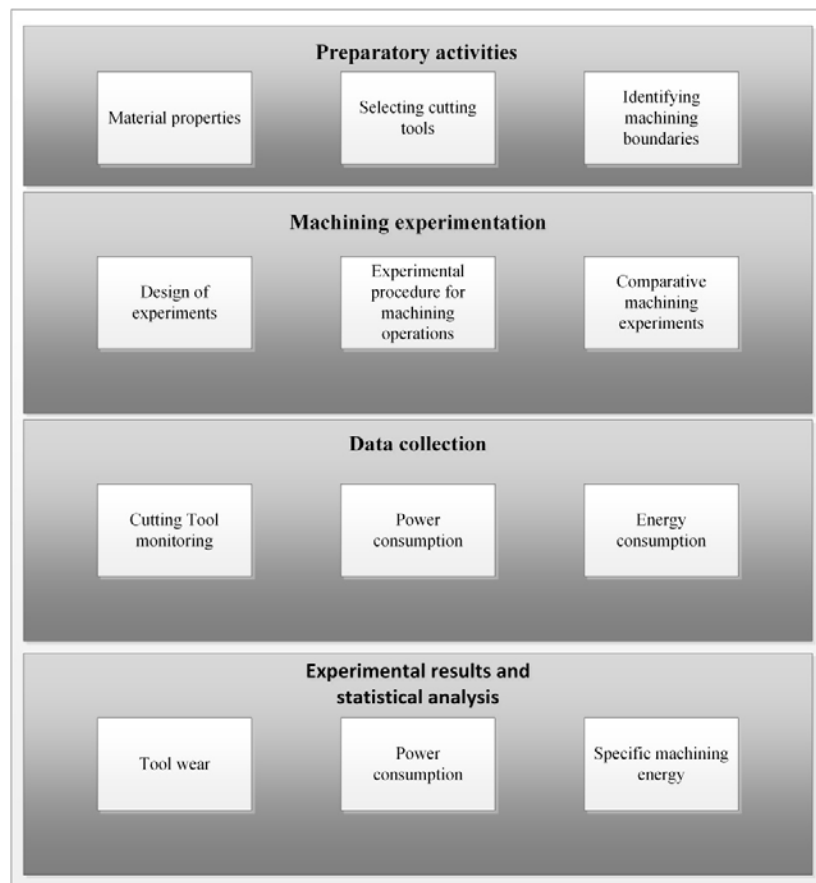 Preparatory activities
Material properties
Selecting cutting
tools
Identifying
machining
boundaries
Machining experimentation
Design of
experiments
Experimental
procedure for
machining
operations
Comparative
machining
experiments
Data collection
Cutting Tool
monitoring
Power
consumption
Energy
consumption
Experimental results and
statistical analysis
Tool wear
Power
consumption
Specific machining
energy